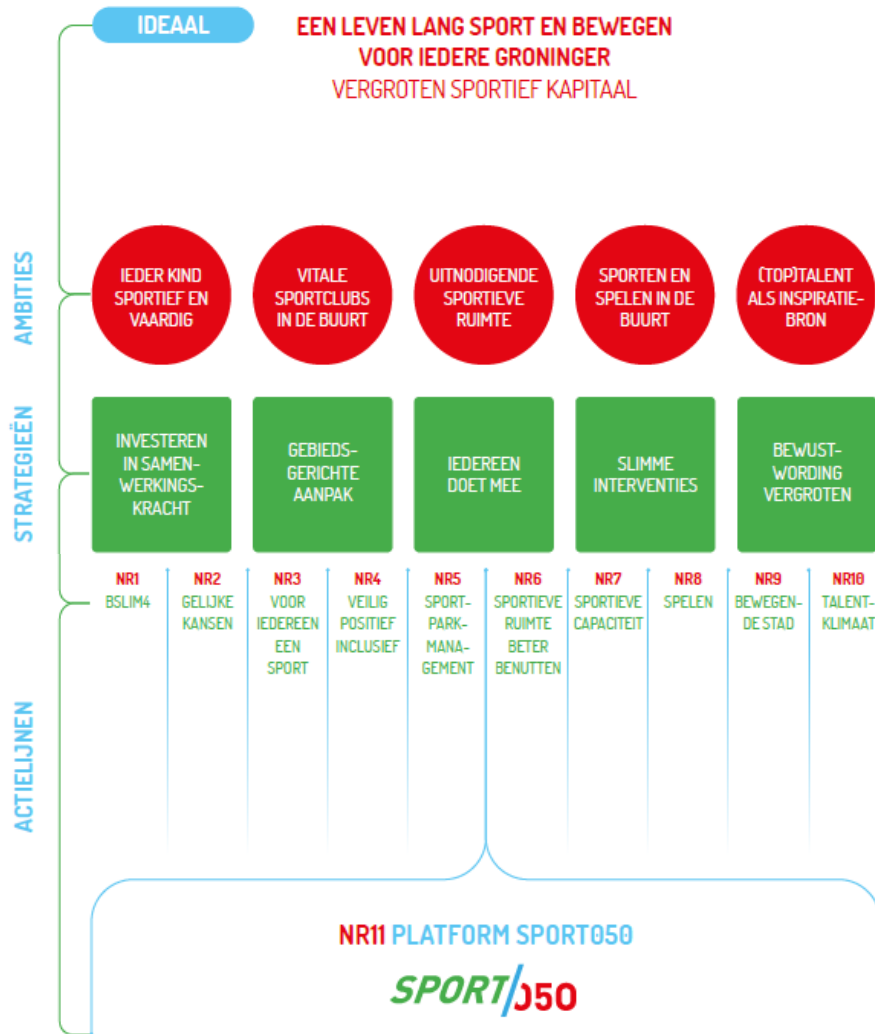 IDEAAL
EEN LEVEN LANG SPORT EN BEWEGEN
VOOR IEDERE GRONINGER
VERGROTEN SPORTIEF KAPITAAL
AMBITIES
IEDER KIND
SPORTIEF EN
VAARDIG
VITALE
SPORTCLUBS
IN DE BUURT
UITNODIGENDE
SPORTIEVE
RUIMTE
SPORTEN EN
SPELEN IN DE
BUURT
(TOP)TALENT
ALS INSPIRATIE-
BRON
STRATEGIEËN
INVESTEREN
IN SAMEN-
WERKINGS-
KRACHT
GEBIEDS-
GERICHTE
AANPAK
IEDEREEN
DOET MEE
SLIMME
INTERVENTIES
BEWUST-
WORDING
VERGROTEN
ACTIELIJNEN
NR1
BSLIM4
NR2
GELIJKE
KANSEN
NR3
VOOR
IEDEREEN
EEN
SPORT
NR4
VEILIG
POSITIEF
INCLUSIEF
NR5
SPORT-
PARK-
MANA-
GEMENT
NR6
SPORTIEVE
RUIMTE
BETER
BENUTTEN
NR7
SPORTIEVE
CAPACITEIT
NR8
SPELEN
NR9
BEWEGEN-
DE STAD
NR10
TALENT-
KLIMAAT
NR11 PLATFORM SPORT050
SPORT/050